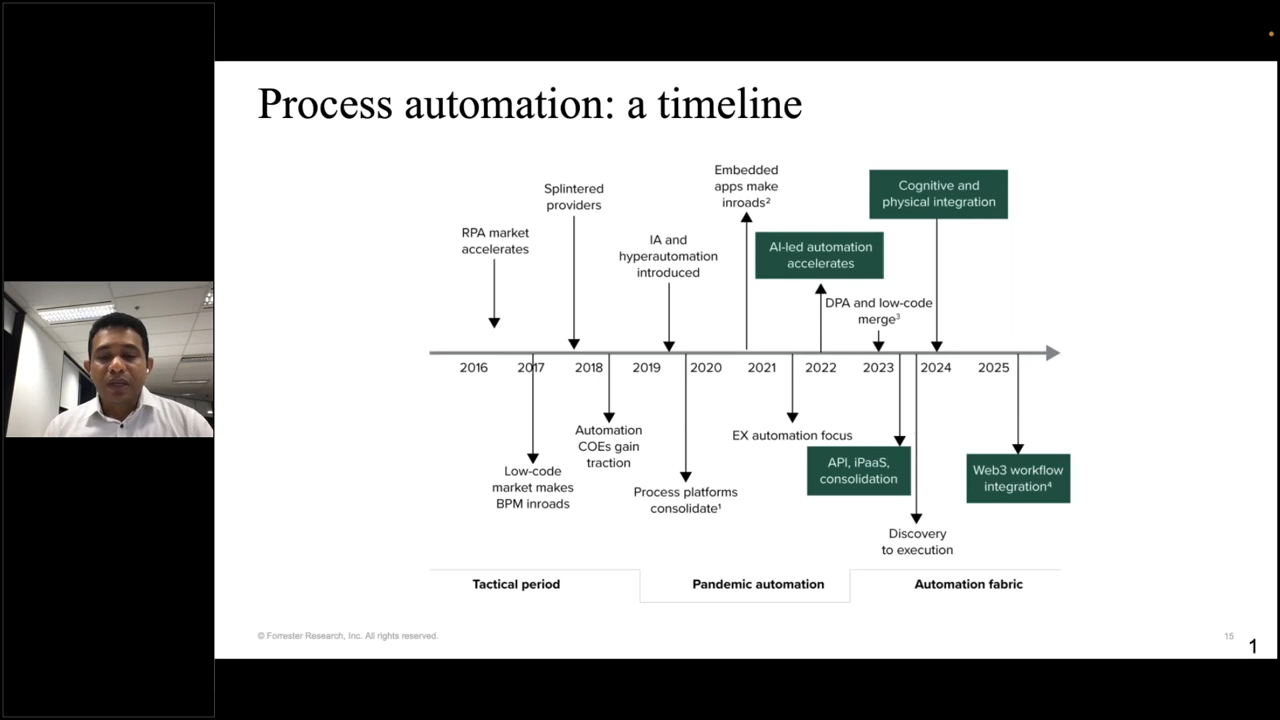 Process automation: a timeline
Embedded
apps make
inroads²
Cognitive and
physical integration
Splintered
providers
RPA market
accelerates
IA and
hyperautomation
introduced
AI-led automation
accelerates
DPA and low-code
merge³
2016 2017 2018 2019 2020 2021 2022 2023 2024 2025
Automation
COEs gain
traction
EX automation focus
Low-code
market makes
BPM inroads
Process platforms
consolidate¹
API, iPaaS,
consolidation
Web3 workflow
integration⁴
Discovery
to execution
Tactical period
Pandemic automation
Automation fabric
© Forrester Research, Inc. All rights reserved.
15
1